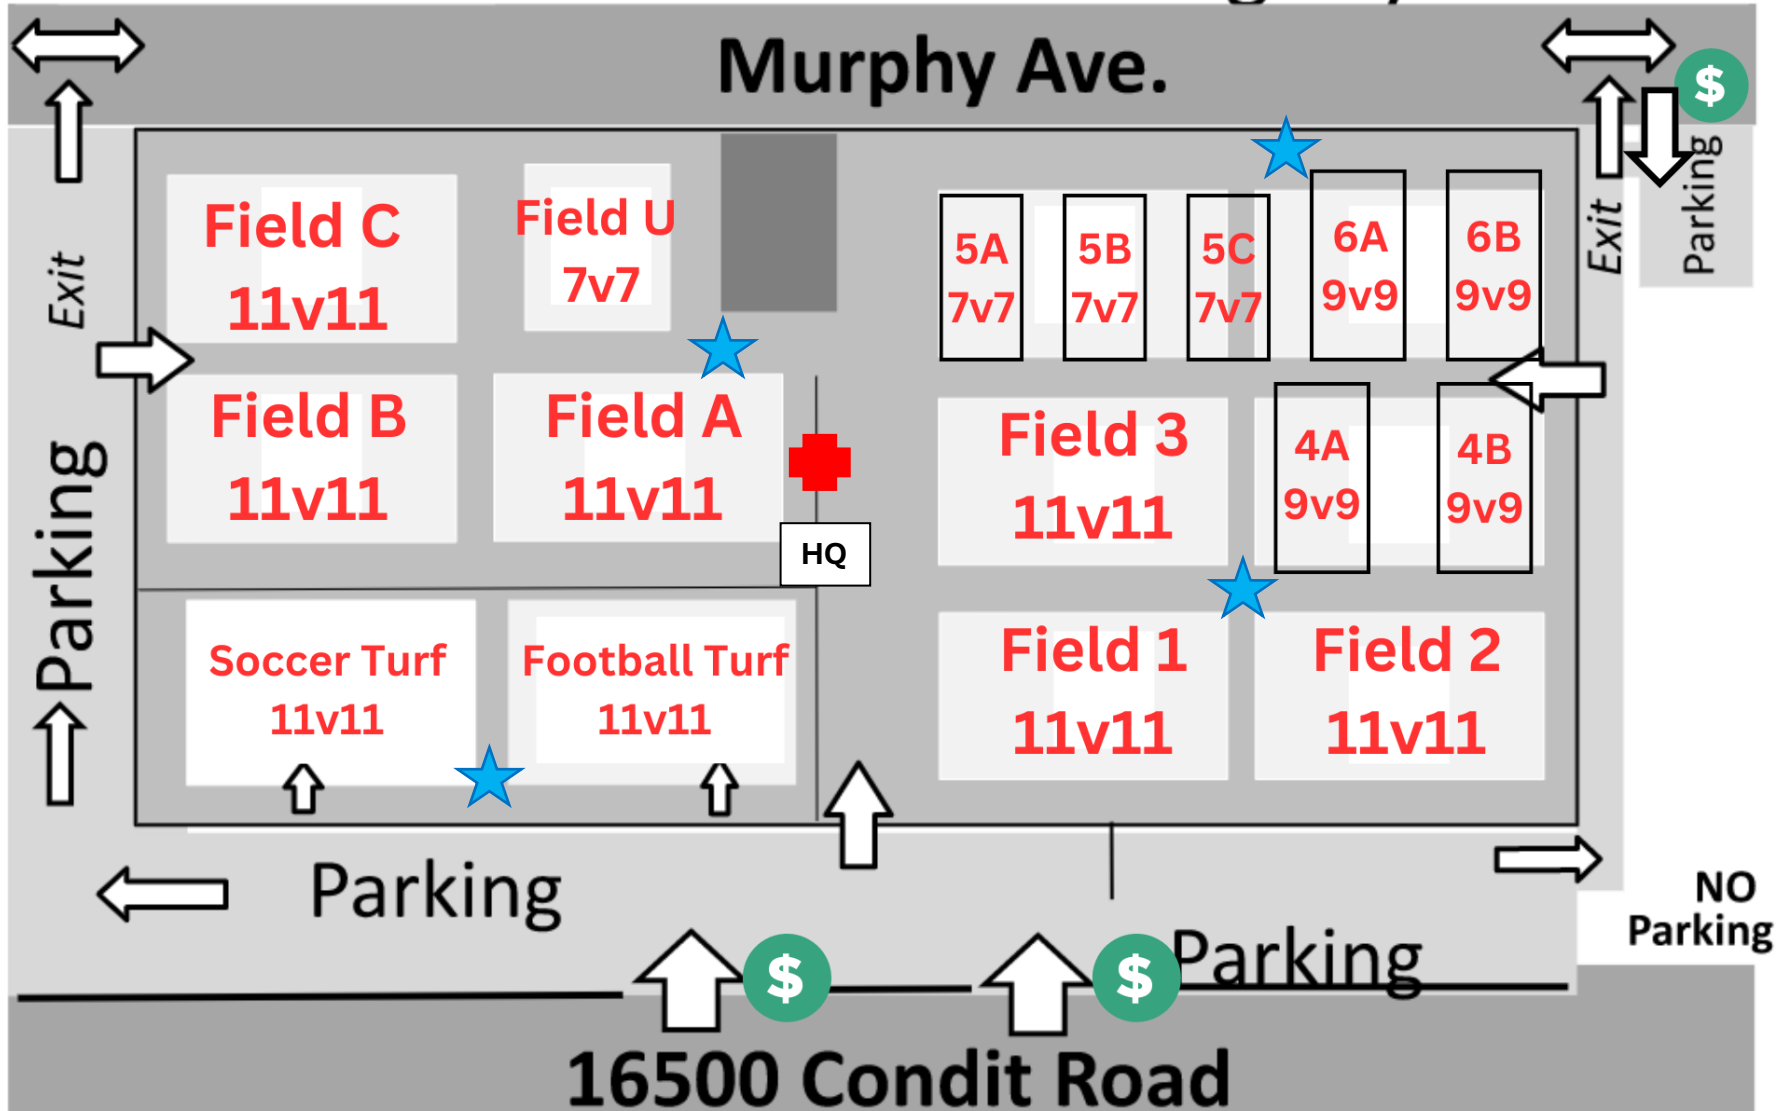 Murphy Ave.
$
Exit
Parking
Field C
11v11
Field U
7v7
5A
7v7
5B
7v7
5C
7v7
6A
9v9
6B
9v9
Exit
Parking
Field B
11v11
Field A
11v11
HQ
Field 3
11v11
4A
9v9
4B
9v9
Soccer Turf
11v11
Football Turf
11v11
Field 1
11v11
Field 2
11v11
Parking
Parking
NO
Parking
$
$
16500 Condit Road